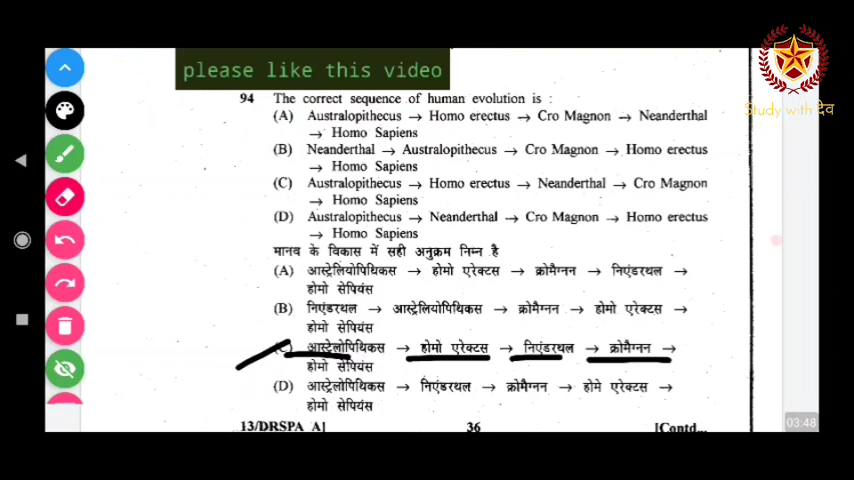 please like this video
Study with देव
94 The correct sequence of human evolution is :
(A) Australopithecus → Homo erectus → Cro Magnon → Neanderthal
→ Homo Sapiens
(B) Neanderthal → Australopithecus → Cro Magnon → Homo erectus
→ Homo Sapiens
(C) Australopithecus → Homo erectus → Neanderthal → Cro Magnon
→ Homo Sapiens
(D) Australopithecus → Neanderthal → Cro Magnon → Homo erectus
→ Homo Sapiens
मानव के विकास में सही अनुक्रम निम्न है
(A) आस्ट्रेलियोपिथिकस → होमो एरेक्टस → क्रोमैग्नन → निएंडरथल →
होमो सेपियंस
(B) निएंडरथल → आस्ट्रेलियोपिथिकस → क्रोमैग्नन → होमो एरेक्टस →
होमो सेपियंस
(C) आस्ट्रेलोपिथिकस → होमो एरेक्टस → निएंडरथल → क्रोमैग्नन →
होमो सेपियंस
(D) आस्ट्रेलोपिथिकस → निएंडरथल → क्रोमैग्नन → होमे एरेक्टस →
होमो सेपियंस
13/DRSPA A] 36 [Contd...
03:48